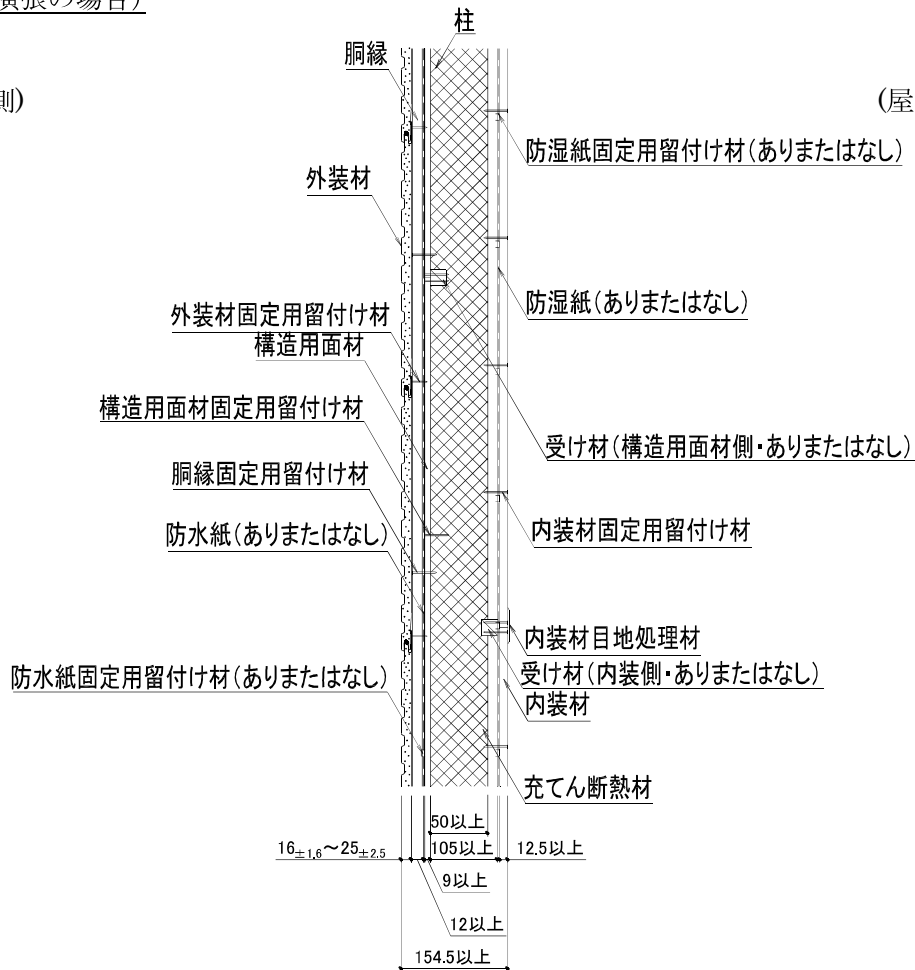 横張の場合)
側)
(屋
柱
胴縁
防湿紙固定用留付け材(ありまたはなし)
外装材
防湿紙(ありまたはなし)
外装材固定用留付け材
構造用面材
構造用面材固定用留付け材
受け材(構造用面材側・ありまたはなし)
胴縁固定用留付け材
防水紙(ありまたはなし)
内装材固定用留付け材
内装材目地処理材
防水紙固定用留付け材(ありまたはなし)
受け材(内装側・ありまたはなし)
内装材
充てん断熱材
50以上
16±1.6～25±2.5
105以上
12.5以上
9以上
12以上
154.5以上